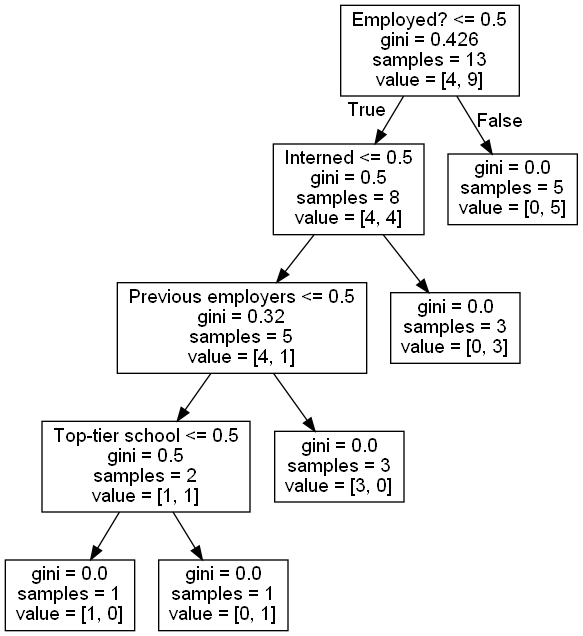 Employed? <= 0.5
gini = 0.426
samples = 13
value = [4, 9]
True
False
Interned <= 0.5
gini = 0.5
samples = 8
value = [4, 4]
gini = 0.0
samples = 5
value = [0, 5]
Previous employers <= 0.5
gini = 0.32
samples = 5
value = [4, 1]
gini = 0.0
samples = 3
value = [0, 3]
Top-tier school <= 0.5
gini = 0.5
samples = 2
value = [1, 1]
gini = 0.0
samples = 3
value = [3, 0]
gini = 0.0
samples = 1
value = [1, 0]
gini = 0.0
samples = 1
value = [0, 1]